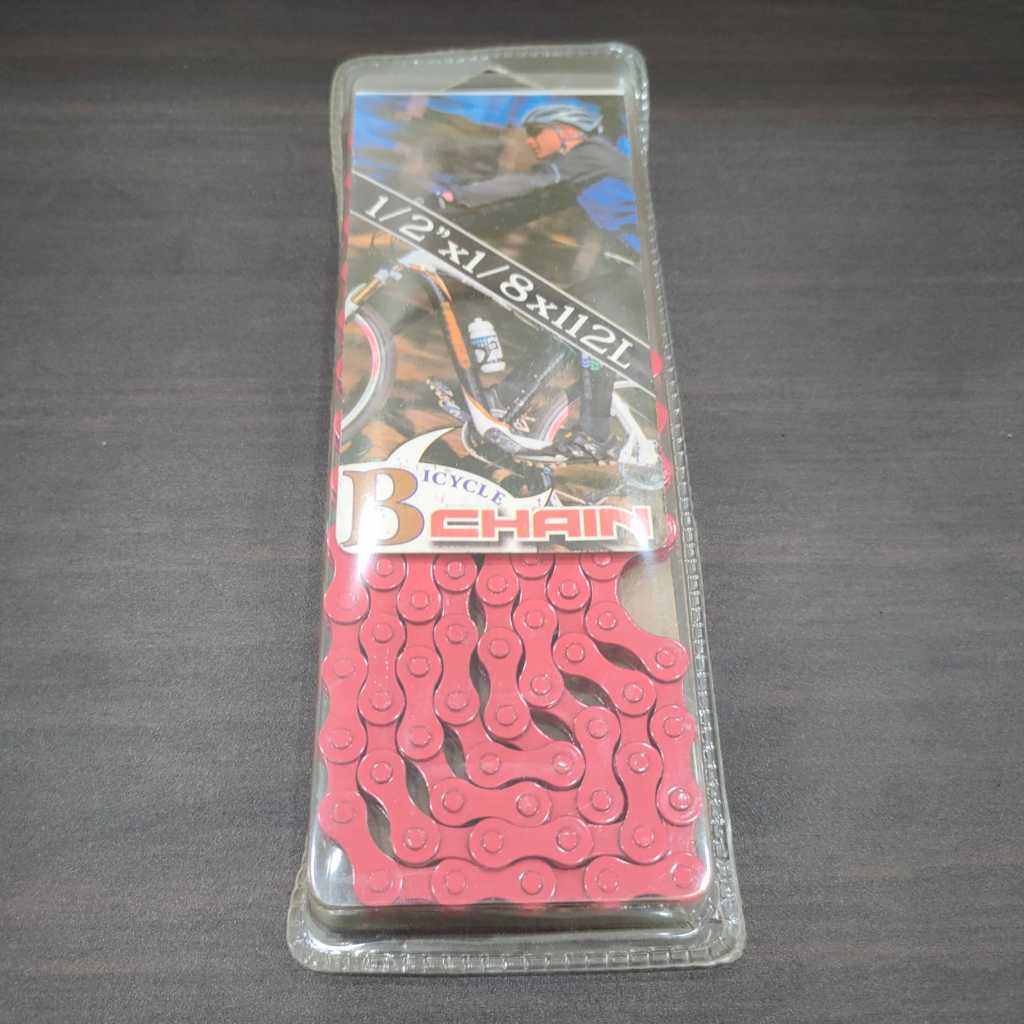 1/2"x1/8x112L
BICYCLE
CHAIN